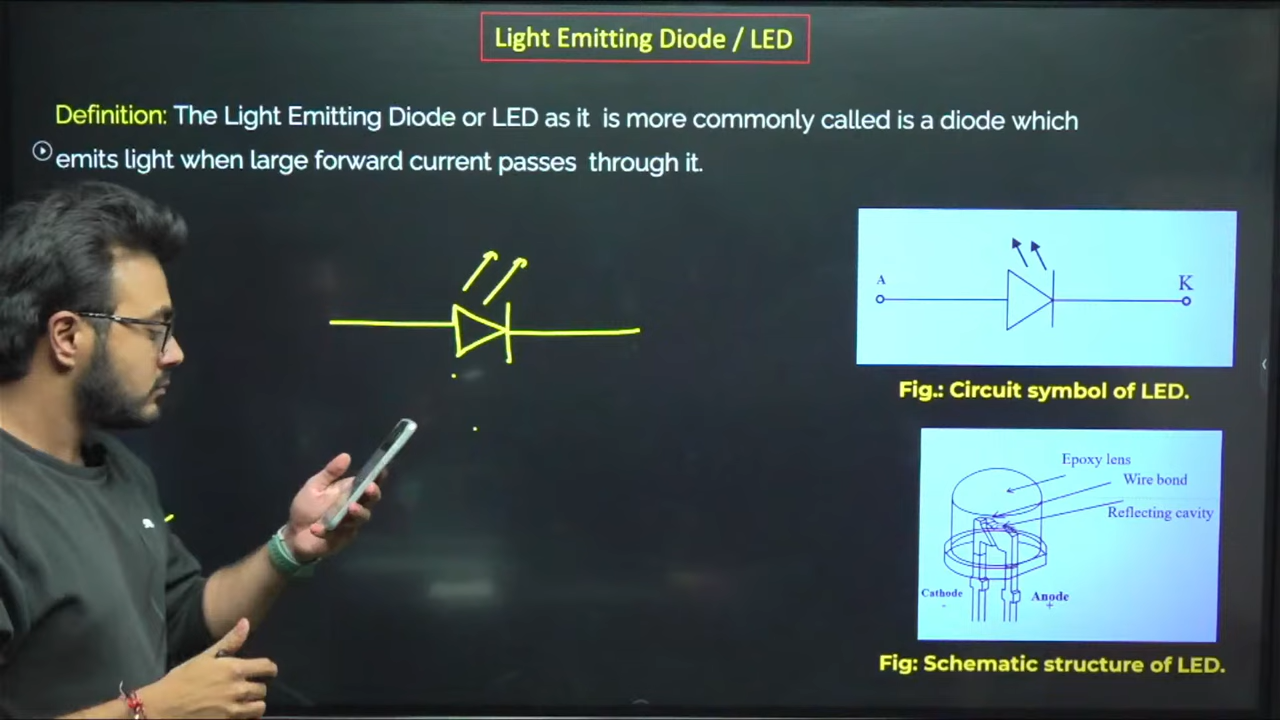 Light Emitting Diode / LED
Definition: The Light Emitting Diode or LED as it is more commonly called is a diode which
emits light when large forward current passes through it.
A
K
Fig.: Circuit symbol of LED.
Epoxy lens
Wire bond
Reflecting cavity
Cathode
-
Anode
+
Fig: Schematic structure of LED.